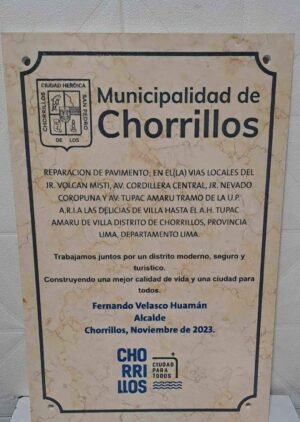 CIUDAD HERÓICA
CHORRILLOS
SAN PEDRO
DE LOS
Municipalidad de
Chorrillos
REPARACION DE PAVIMENTO; EN EL(LA) VIAS LOCALES DEL
JR. VOLCAN MISTI, AV. CORDILLERA CENTRAL, JR. NEVADO
COROPUNA Y AV. TUPAC AMARU TRAMO DE LA U.P.
A.R.I.A LAS DELICIAS DE VILLA HASTA EL A.H. TUPAC
AMARU DE VILLA DISTRITO DE CHORRILLOS, PROVINCIA
LIMA, DEPARTAMENTO LIMA.
Trabajamos juntos por un distrito moderno, seguro y
turistico.
Construyendo una mejor calidad de vida y una ciudad para
todos.
Fernando Velasco Huamán
Alcalde
Chorrillos, Noviembre de 2023.
CHO
RRI
LLOS
CIUDAD
PARA
TODOS